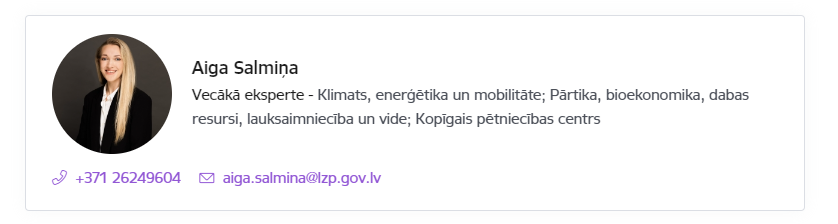 Aiga Salmiņa
Vecākā eksperte - Klimats, enerģētika un mobilitāte; Pārtika, bioekonomika, dabas
resursi, lauksaimniecība un vide; Kopīgais pētniecības centrs
+371 26249604 aiga.salmina@lzp.gov.lv